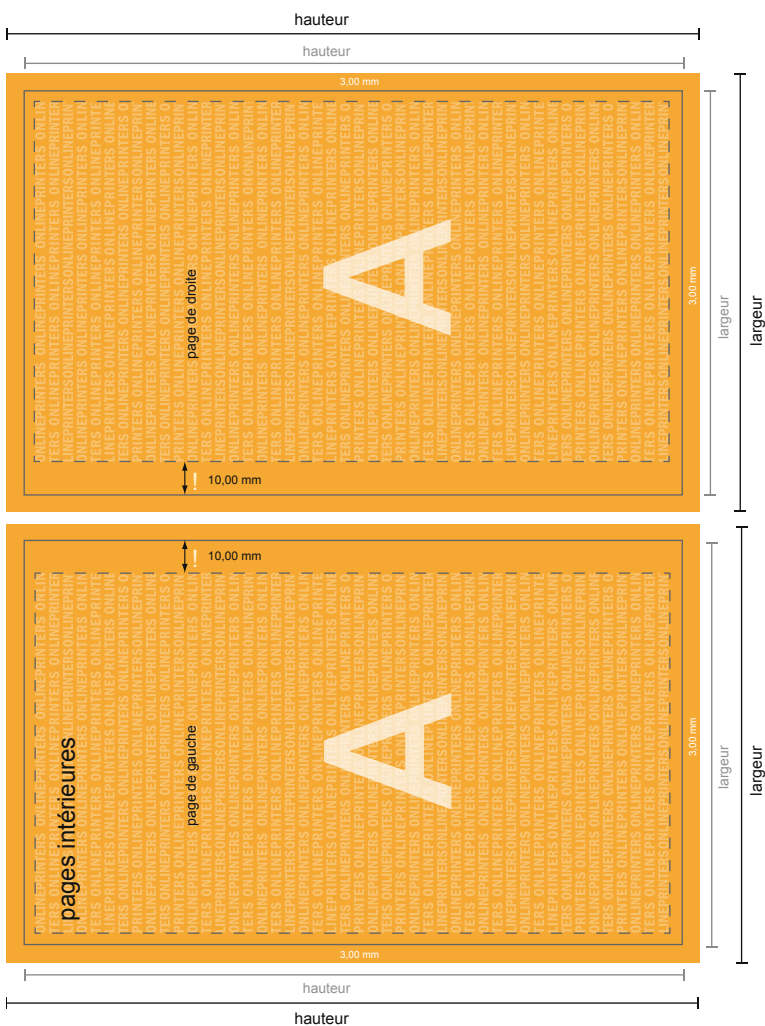 hauteur
hauteur
3,00 mm
page de droite
A
3,00 mm
largeur
largeur
! 10,00 mm
! 10,00 mm
pages intérieures
page de gauche
A
3,00 mm
largeur
largeur
3,00 mm
hauteur
hauteur